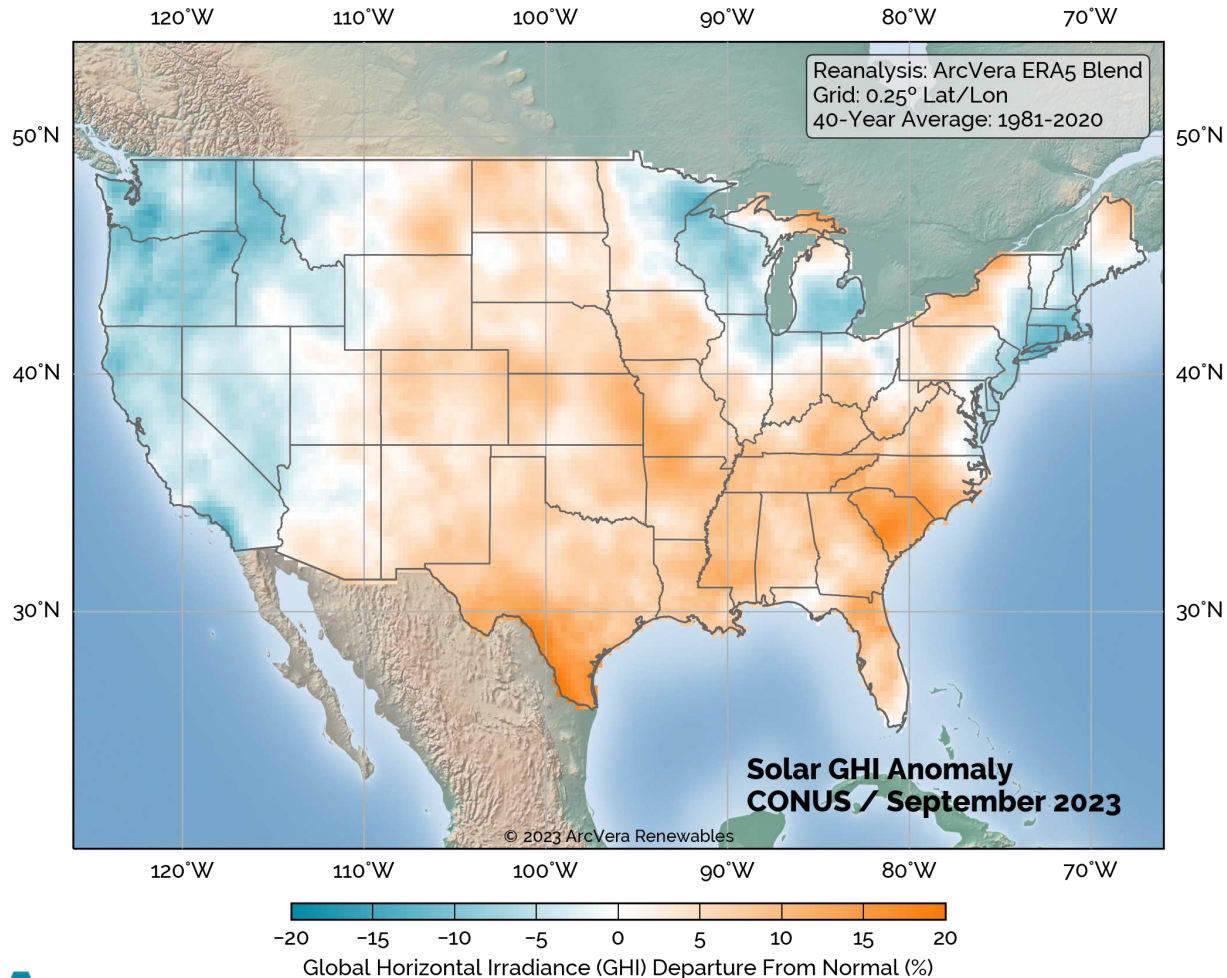 120˚W 110˚W 100˚W 90˚W 80˚W 70˚W
Reanalysis: ArcVera ERA5 Blend
Grid: 0.25º Lat/Lon
40-Year Average: 1981-2020
50˚N 50˚N
40˚N 40˚N
30˚N 30˚N
Solar GHI Anomaly
CONUS / September 2023
© 2023 ArcVera Renewables
120˚W 110˚W 100˚W 90˚W 80˚W 70˚W
−20 −15 −10 −5 0 5 10 15 20
Global Horizontal Irradiance (GHI) Departure From Normal (%)